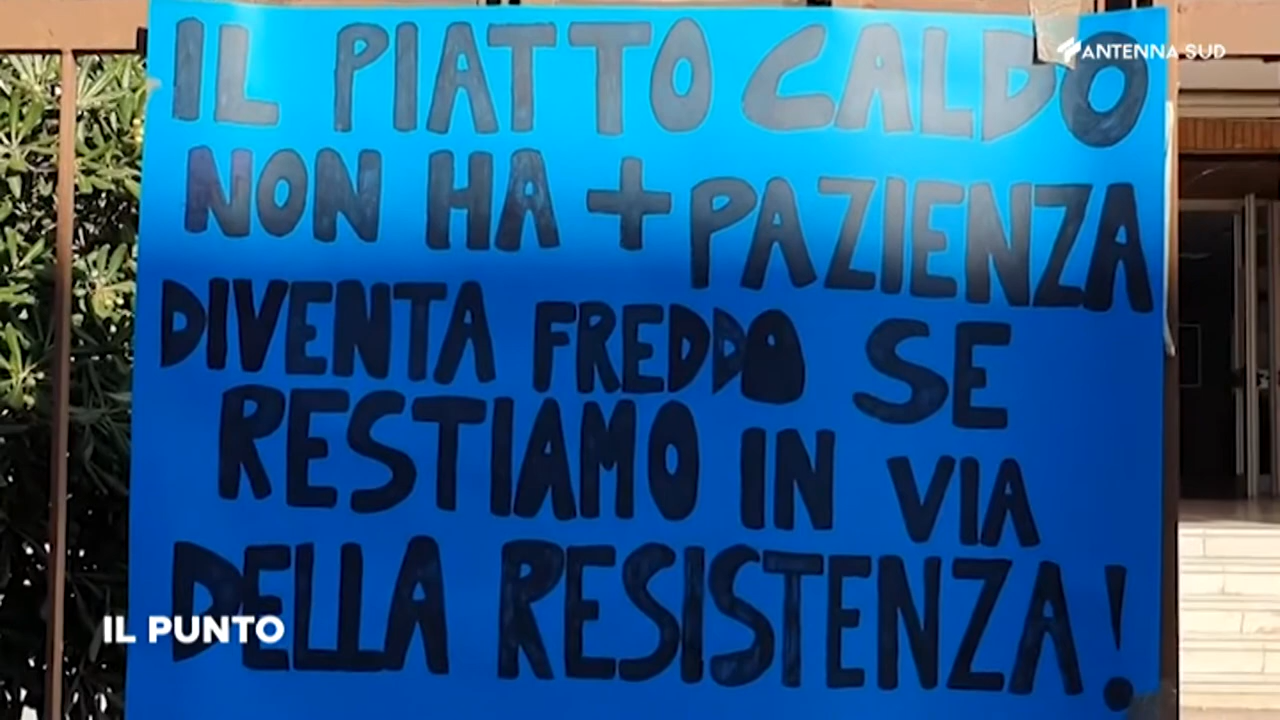 ANTENNA SUD
IL PIATTO CALDO
NON HA + PAZIENZA
DIVENTA FREDDO SE
RESTIAMO IN VIA
DELLA RESISTENZA!
IL PUNTO